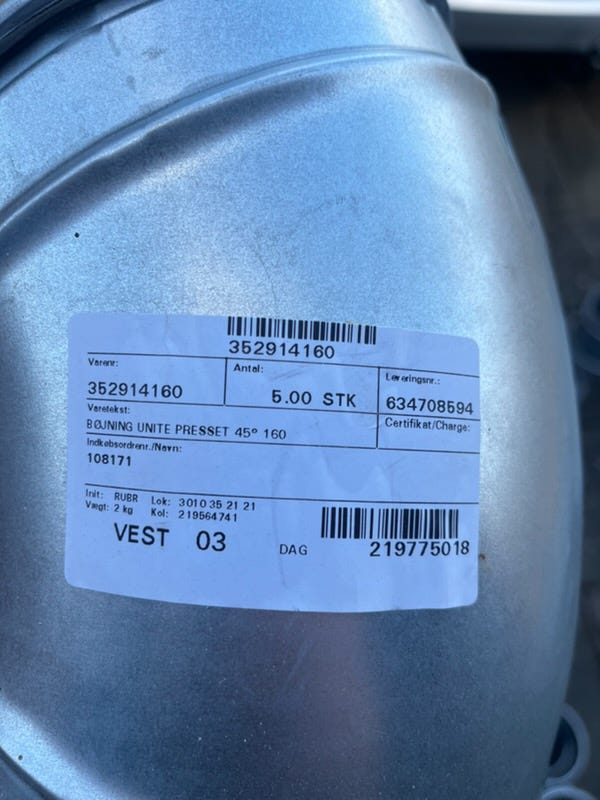 352914160
Varenr:
352914160
Antal:
5.00 STK
Leveringsnr.:
634708594
Varetekst:
BØJNING UNITE PRESSET 45° 160
Certifikat/Charge:
Indkøbsordrenr./Navn:
108171
Init: RUBR Lok: 3010 35 21 21
Vægt: 2 kg Kol: 219564741
VEST 03 DAG
219775018